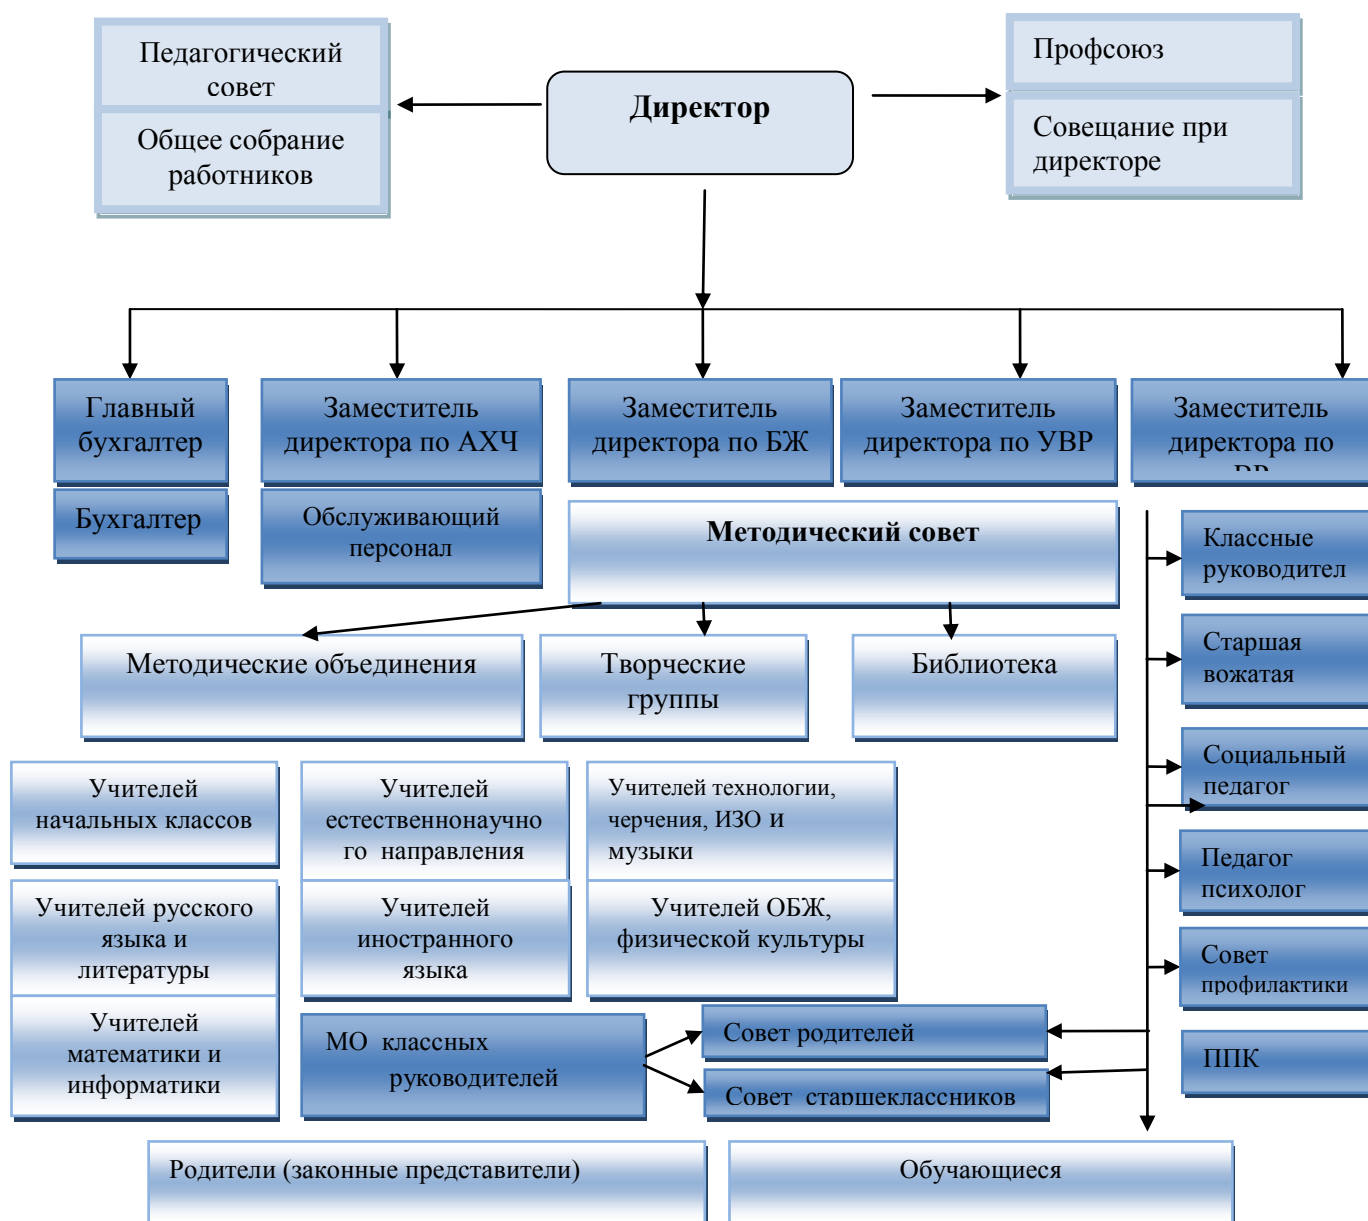 Педагогический
совет
Общее собрание
работников
Директор
Профсоюз
Совещание при
директоре
Главный
бухгалтер
Заместитель
директора по АХЧ
Заместитель
директора по БЖ
Заместитель
директора по УВР
Заместитель
директора по
Бухгалтер
Обслуживающий
персонал
Методический совет
Классные
руководител
Старшая
вожатая
Социальный
педагог
Педагог
психолог
Совет
профилактики
ППК
Методические объединения
Творческие
группы
Библиотека
Учителей
начальных классов
Учителей
естественнонаучно
го направления
Учителей технологии,
черчения, ИЗО и
музыки
Учителей русского
языка и
литературы
Учителей
иностранного
языка
Учителей ОБЖ,
физической культуры
Учителей
математики и
информатики
МО классных
руководителей
Совет родителей
Совет старшеклассников
Родители (законные представители)
Обучающиеся